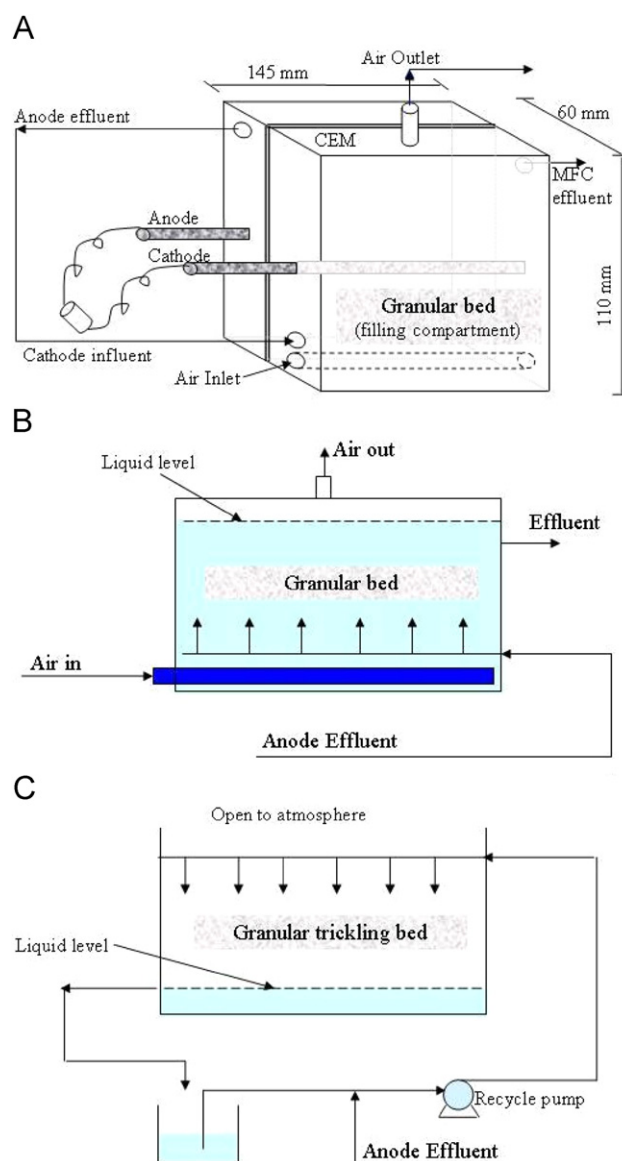 A
Air Outlet
145 mm
Anode effluent
60 mm
CEM
MFC
effluent
Anode
Cathode
Granular bed
(filling compartment)
110 mm
Cathode influent
Air Inlet
B
Air out
Liquid level
Effluent
Granular bed
Air in
Anode Effluent
C
Open to atmosphere
Granular trickling bed
Liquid level
Recycle pump
Anode Effluent